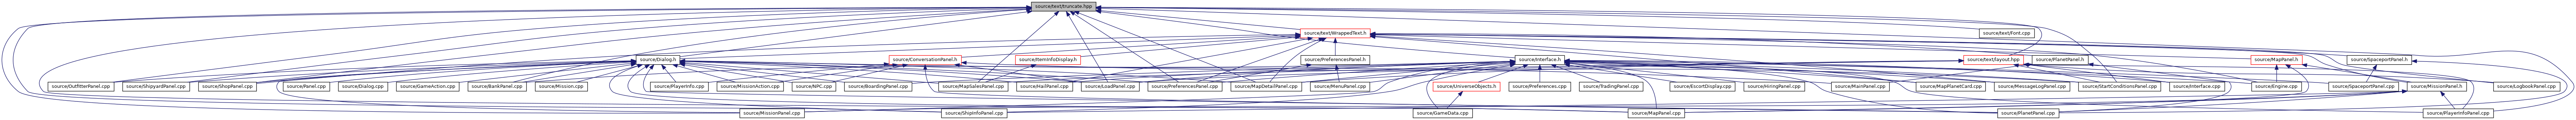 source/text/truncate.hpp
source/text/WrappedText.h
source/text/Font.cpp
source/Dialog.h
source/ConversationPanel.h
source/ItemInfoDisplay.h
source/PreferencesPanel.h
source/Interface.h
source/text/layout.hpp
source/PlanetPanel.h
source/MapPanel.h
source/SpaceportPanel.h
source/OutfitterPanel.cpp
source/ShipyardPanel.cpp
source/ShopPanel.cpp
source/Panel.cpp
source/Dialog.cpp
source/GameAction.cpp
source/BankPanel.cpp
source/Mission.cpp
source/PlayerInfo.cpp
source/MissionAction.cpp
source/NPC.cpp
source/BoardingPanel.cpp
source/MapSalesPanel.cpp
source/HailPanel.cpp
source/LoadPanel.cpp
source/PreferencesPanel.cpp
source/MapDetailPanel.cpp
source/MenuPanel.cpp
source/UniverseObjects.h
source/Preferences.cpp
source/TradingPanel.cpp
source/EscortDisplay.cpp
source/HiringPanel.cpp
source/MainPanel.cpp
source/MapPlanetCard.cpp
source/MessageLogPanel.cpp
source/StartConditionsPanel.cpp
source/Interface.cpp
source/Engine.cpp
source/SpaceportPanel.cpp
source/MissionPanel.h
source/LogbookPanel.cpp
source/MissionPanel.cpp
source/ShipInfoPanel.cpp
source/GameData.cpp
source/MapPanel.cpp
source/PlanetPanel.cpp
source/PlayerInfoPanel.cpp